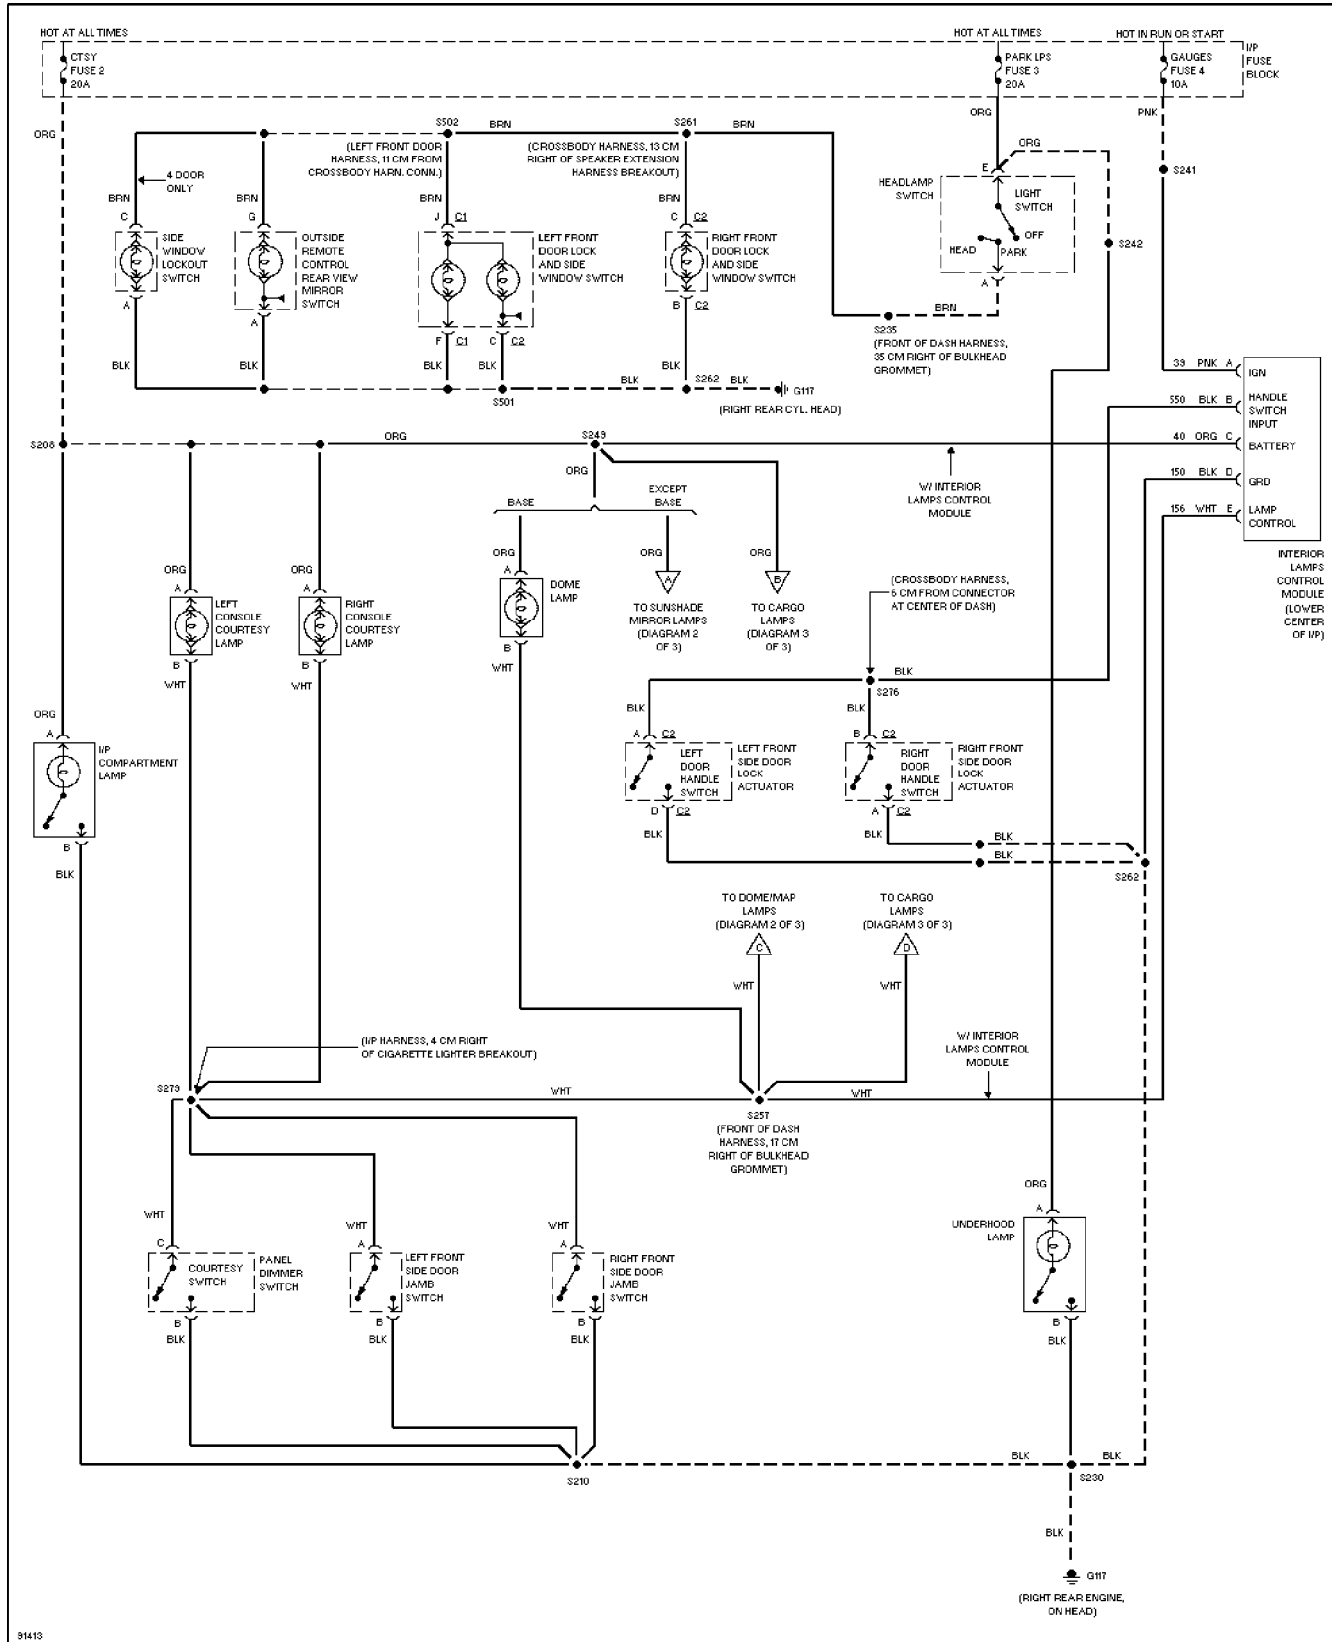 HOT AT ALL TIMES
HOT AT ALL TIMES
HOT IN RUN OR START
CTSY
FUSE 2
20A
PARK LPS
FUSE 3
20A
GAUGES
FUSE 4
10A
I/P
FUSE
BLOCK
ORG
ORG
PNK
S502
BRN
S261
BRN
ORG
(LEFT FRONT DOOR
HARNESS, 11 CM FROM
CROSSBODY HARN. CONN.)
(CROSSBODY HARNESS, 13 CM
RIGHT OF SPEAKER EXTENSION
HARNESS BREAKOUT)
4 DOOR
ONLY
S241
HEADLAMP
SWITCH
E
LIGHT
SWITCH
OFF
HEAD
PARK
A
S242
BRN
BRN
BRN
BRN
C
G
J C1
C C2
SIDE
WINDOW
LOCKOUT
SWITCH
OUTSIDE
REMOTE
CONTROL
REAR VIEW
MIRROR
SWITCH
LEFT FRONT
DOOR LOCK
AND SIDE
WINDOW SWITCH
RIGHT FRONT
DOOR LOCK
AND SIDE
WINDOW SWITCH
A
A
F C1
C C2
B C2
BRN
S235
(FRONT OF DASH HARNESS,
35 CM RIGHT OF BULKHEAD
GROMMET)
BLK
BLK
BLK
BLK
BLK
BLK
S262
BLK
G117
S501
(RIGHT REAR CYL. HEAD)
39 PNK A
IGN
550 BLK B
HANDLE
SWITCH
INPUT
40 ORG C
BATTERY
150 BLK D
GRD
156 WHT E
LAMP
CONTROL
S208
ORG
S249
ORG
W/ INTERIOR
LAMPS CONTROL
MODULE
BASE
EXCEPT
BASE
INTERIOR
LAMPS
CONTROL
MODULE
(LOWER
CENTER
OF I/P)
ORG
ORG
ORG
ORG
ORG
A
A
A
A
B
LEFT
CONSOLE
COURTESY
LAMP
RIGHT
CONSOLE
COURTESY
LAMP
DOME
LAMP
TO SUNSHADE
MIRROR LAMPS
(DIAGRAM 2
OF 3)
TO CARGO
LAMPS
(DIAGRAM 3
OF 3)
(CROSSBODY HARNESS,
5 CM FROM CONNECTOR
AT CENTER OF DASH)
B
B
B
WHT
WHT
WHT
BLK
S276
ORG
A
I/P
COMPARTMENT
LAMP
B
BLK
BLK
BLK
A C2
B C2
LEFT
DOOR
HANDLE
SWITCH
LEFT FRONT
SIDE DOOR
LOCK
ACTUATOR
RIGHT
DOOR
HANDLE
SWITCH
RIGHT FRONT
SIDE DOOR
LOCK
ACTUATOR
D C2
A C2
BLK
BLK
BLK
BLK
S262
TO DOME/MAP
LAMPS
(DIAGRAM 2 OF 3)
TO CARGO
LAMPS
(DIAGRAM 3 OF 3)
C
D
WHT
WHT
(I/P HARNESS, 4 CM RIGHT
OF CIGARETTE LIGHTER BREAKOUT)
W/ INTERIOR
LAMPS CONTROL
MODULE
S279
WHT
WHT
S257
(FRONT OF DASH
HARNESS, 17 CM
RIGHT OF BULKHEAD
GROMMET)
WHT
WHT
WHT
C
A
A
COURTESY
SWITCH
PANEL
DIMMER
SWITCH
LEFT FRONT
SIDE DOOR
JAMB
SWITCH
RIGHT FRONT
SIDE DOOR
JAMB
SWITCH
B
B
B
BLK
BLK
BLK
ORG
A
UNDERHOOD
LAMP
B
BLK
S210
BLK
BLK
S230
BLK
G117
(RIGHT REAR ENGINE,
ON HEAD)
91413